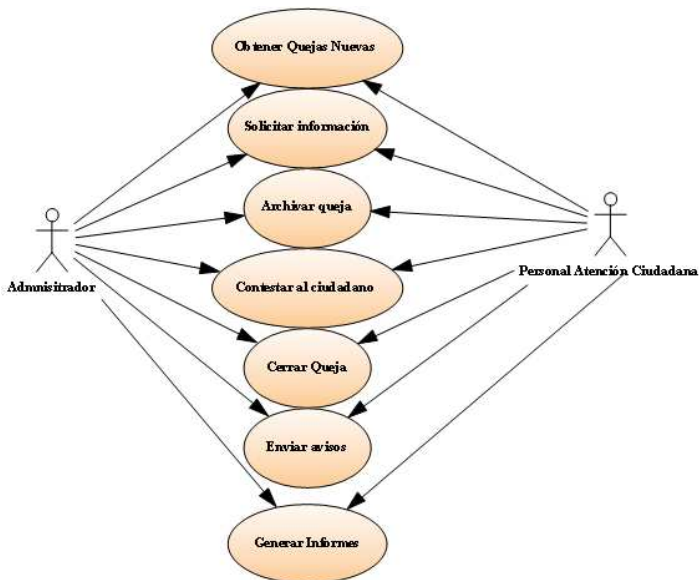 Obtener Quejas Nuevas
Solicitar información
Archivar queja
Contestar al ciudadano
Cerrar Queja
Enviar avisos
Generar Informes
Admnisitrador
Personal Atención Ciudadana